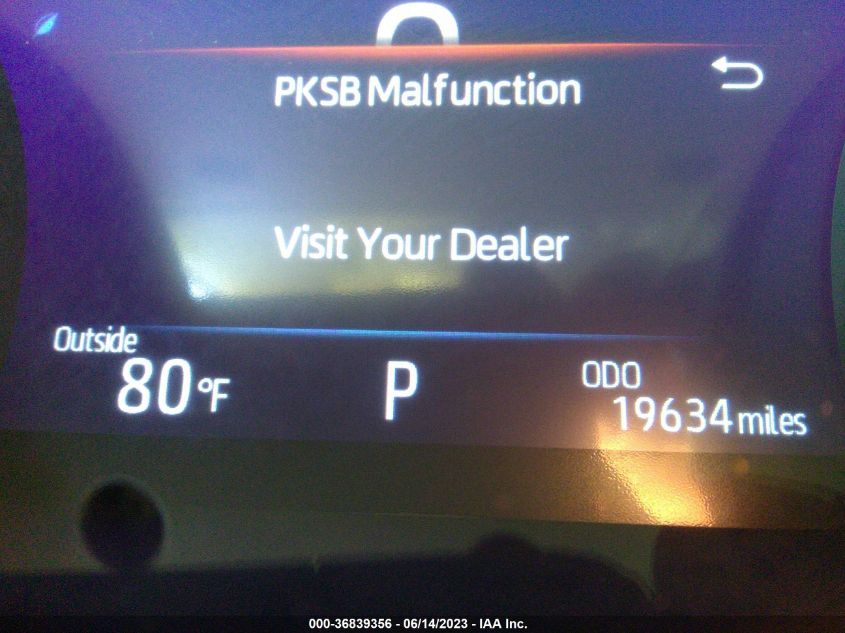 PKSB Malfunction
Visit Your Dealer
Outside
80°F
P
ODO
19634 miles
000-36839356 - 06/14/2023 - IAA Inc.